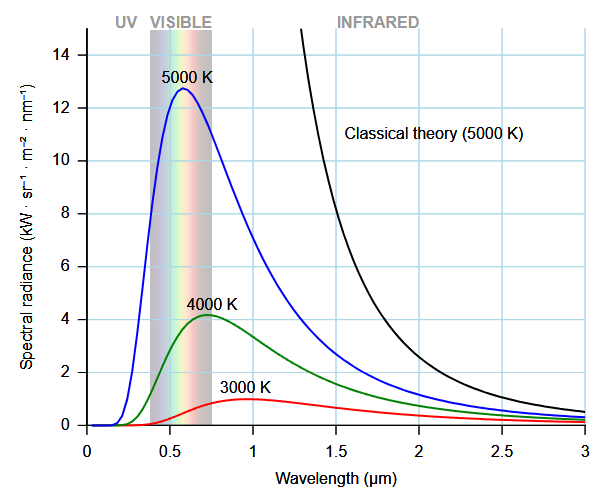 UV VISIBLE INFRARED
14
12
10
8
6
4
2
0
Spectral radiance (kW · sr⁻¹ · m⁻² · nm⁻¹)
5000 K
Classical theory (5000 K)
4000 K
3000 K
0 0.5 1 1.5 2 2.5 3
Wavelength (μm)